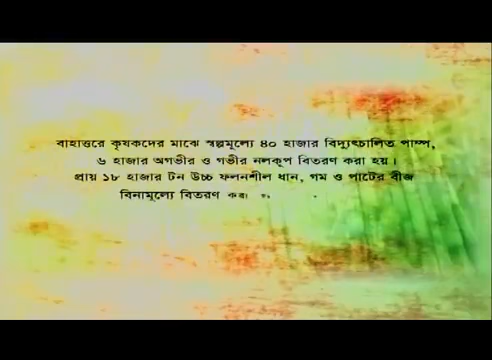 বাহাত্তরে কৃষকদের মাঝে স্বল্পমূল্যে ৪০ হাজার বিদ্যুৎচালিত পাম্প,
৬ হাজার অগভীর ও গভীর নলকূপ বিতরণ করা হয়।
প্রায় ১৮ হাজার টন উচ্চ ফলনশীল ধান, গম ও পাটের বীজ
বিনামূল্যে বিতরণ করা